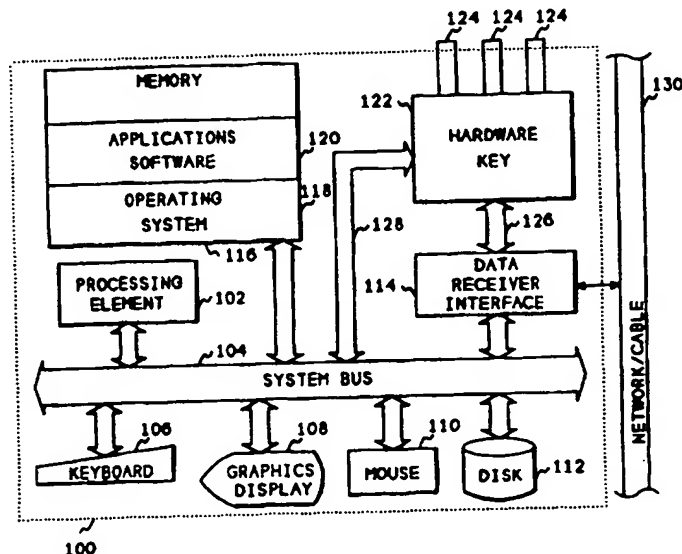 124 124 124
MEMORY
APPLICATIONS
SOFTWARE
120
OPERATING
SYSTEM
118
116
122
HARDWARE
KEY
130
128
126
PROCESSING
ELEMENT
102
114
DATA
RECEIVER
INTERFACE
104
SYSTEM BUS
NETWORK/CABLE
106
KEYBOARD
108
GRAPHICS
DISPLAY
110
MOUSE
DISK
112
100